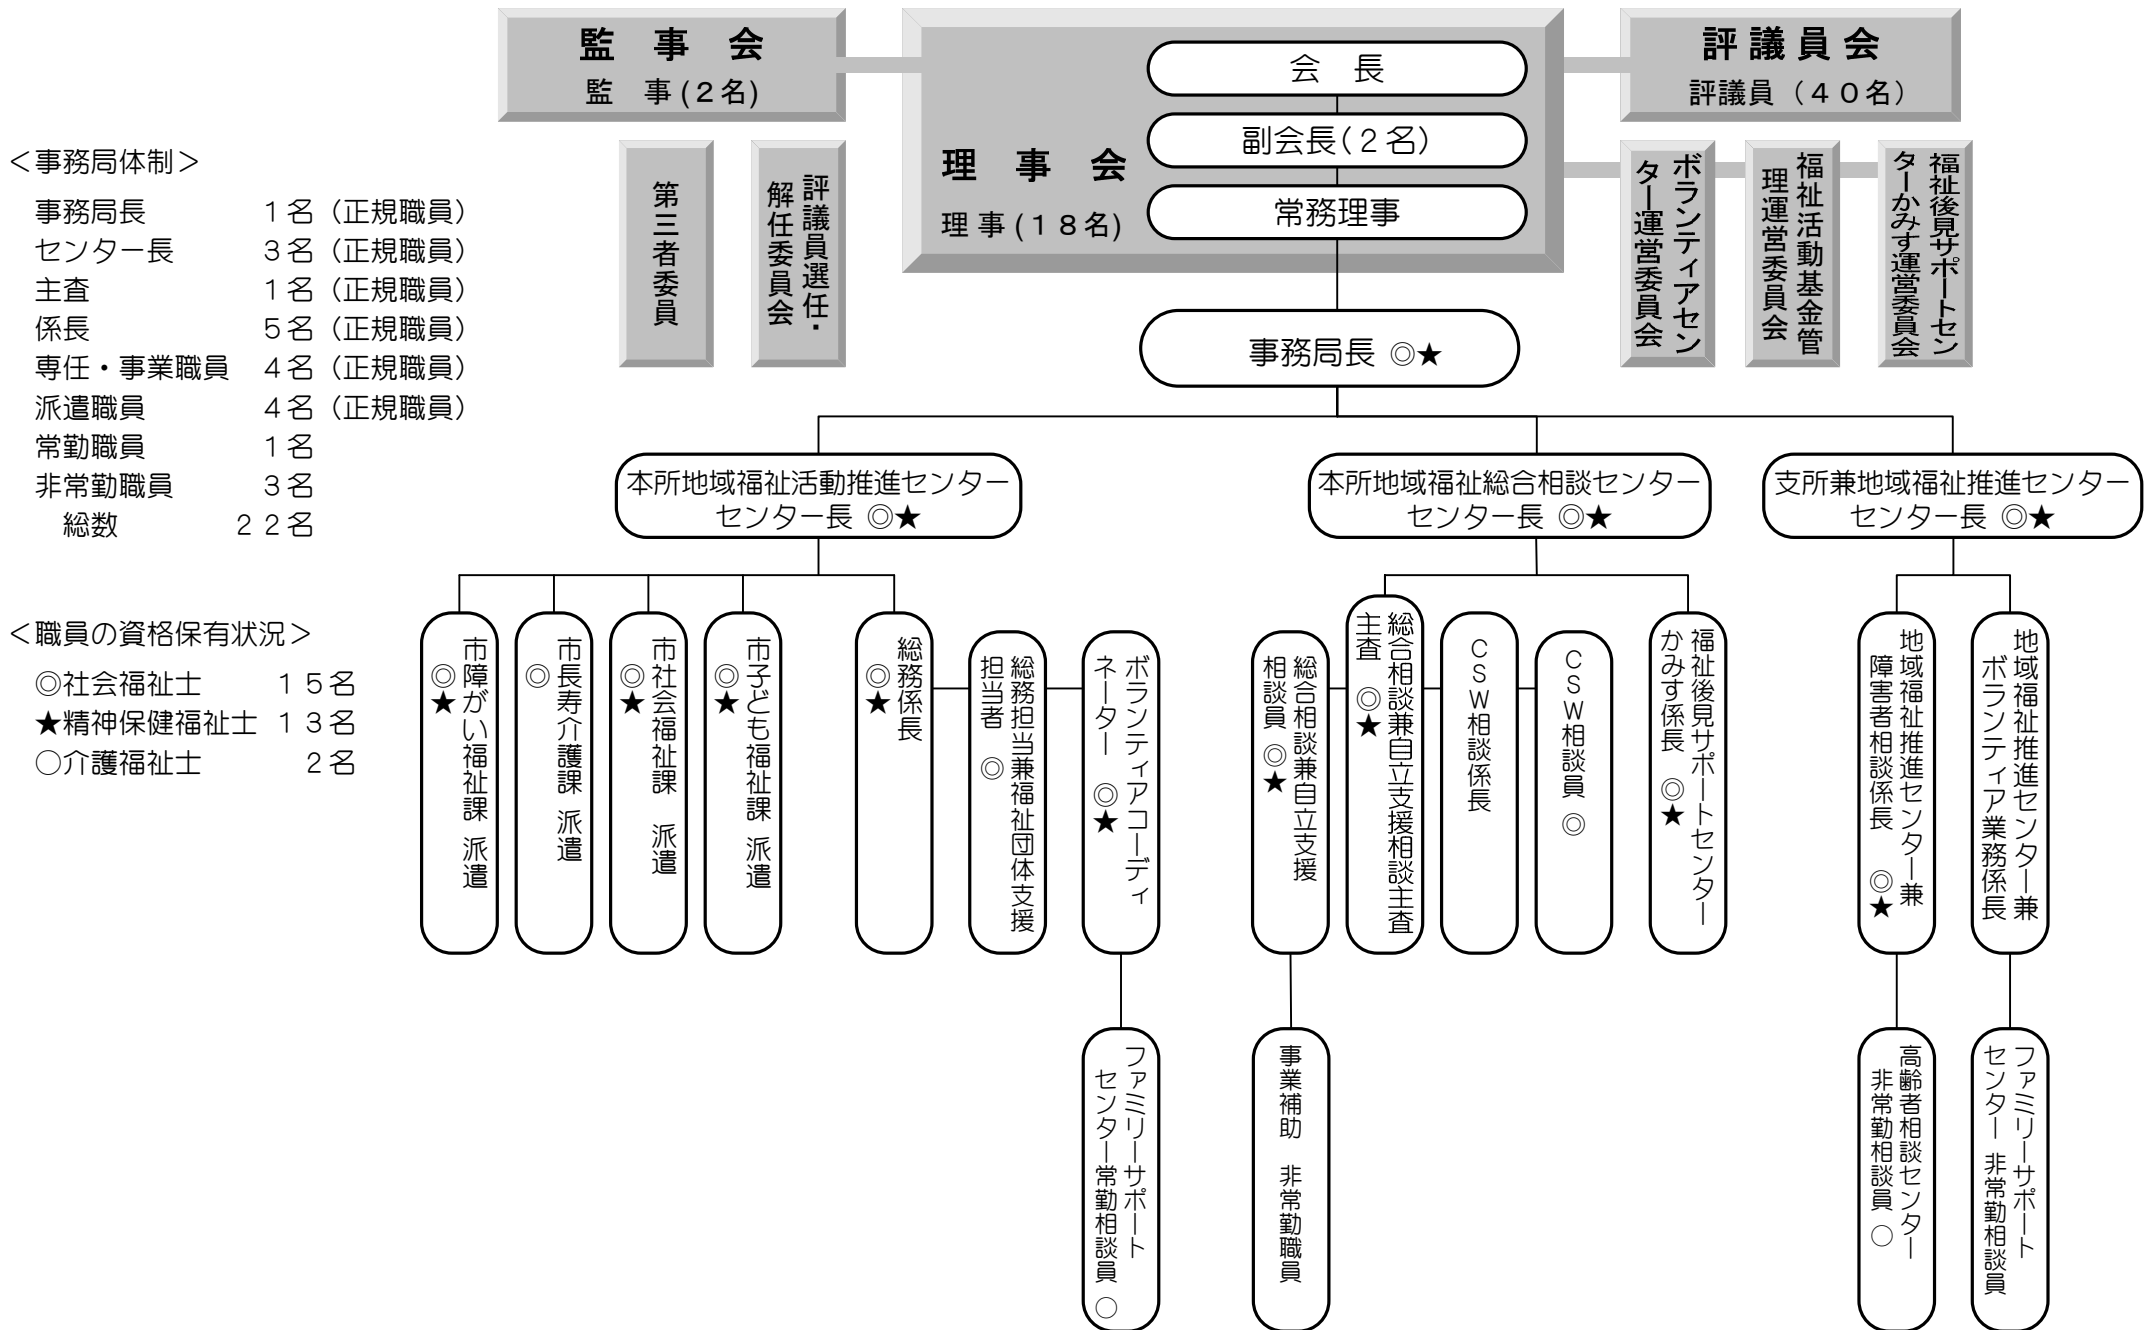 監　事　会
監　事(２名)
会　長
副会長(２名)
常務理事
理　事　会
理事(１８名)
評議員会
評議員（４０名）
第三者委員
評議員選任・
解任委員会
ボランティアセン
ター運営委員会
福祉活動基金管
理運営委員会
福祉後見サポートセン
ターかみす運営委員会
＜事務局体制＞
事務局長　１名（正規職員）
センター長　３名（正規職員）
主査　１名（正規職員）
係長　５名（正規職員）
専任・事業職員　４名（正規職員）
派遣職員　４名（正規職員）
常勤職員　１名
非常勤職員　３名
総数　２２名
＜職員の資格保有状況＞
◎社会福祉士　１５名
★精神保健福祉士　１３名
○介護福祉士　２名
事務局長 ◎★
本所地域福祉活動推進センター
センター長 ◎★
本所地域福祉総合相談センター
センター長 ◎★
支所兼地域福祉推進センター
センター長 ◎★
市障がい福祉課 派遣
◎★
市長寿介護課 派遣
◎
市社会福祉課 派遣
◎★
市子ども福祉課 派遣
◎★
総務係長
◎★
総務担当兼福祉団体支援
担当者 ◎
ボランティアコーディ
ネーター ◎★
総合相談兼自立支援
相談員 ◎★
総合相談兼自立支援相談主査
主査 ◎★
ＣＳＷ相談係長
ＣＳＷ相談員 ◎
福祉後見サポートセンター
かみす係長 ◎★
地域福祉推進センター兼
障害者相談係長 ◎★
地域福祉推進センター兼
ボランティア業務係長
ファミリーサポート
センター常勤相談員 ○
事業補助　非常勤職員
高齢者相談センター
非常勤相談員 ○
ファミリーサポート
センター 非常勤相談員